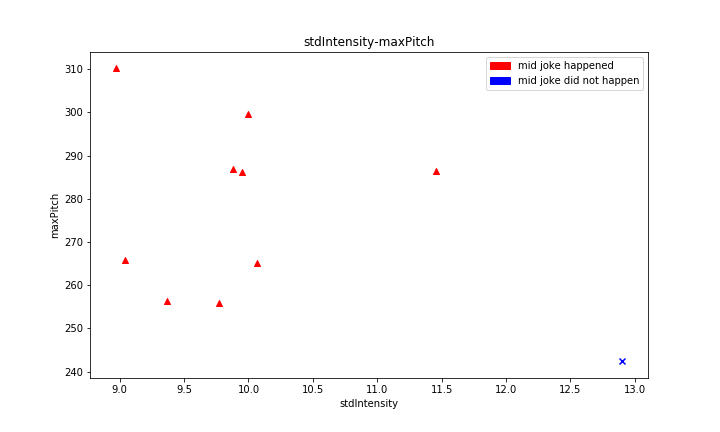 stdIntensity-maxPitch
mid joke happened
mid joke did not happen
maxPitch
310
300
290
280
270
260
250
240
9.0 9.5 10.0 10.5 11.0 11.5 12.0 12.5 13.0
stdIntensity